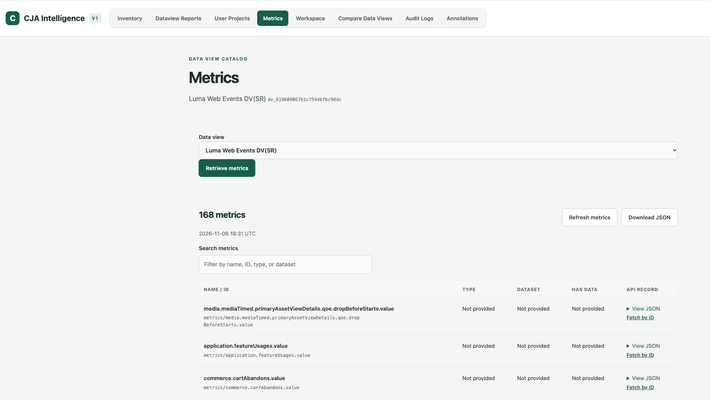 C CJA Intelligence V1 Inventory Dataview Reports User Projects Metrics Workspace Compare Data Views Audit Logs Annotations
DATA VIEW CATALOG
Metrics
Luma Web Events DV(SR) dv_619604067b1c7544bfbc98dc
Data view
Luma Web Events DV(SR)
Retrieve metrics
168 metrics
Refresh metrics Download JSON
2026-11-06 18:31 UTC
Search metrics
Filter by name, ID, type, or dataset
NAME / ID TYPE DATASET HAS DATA API RECORD
media.mediaTimed.primaryAssetViewDetails.qoe.dropBeforeStarts.value Not provided Not provided Not provided ▶ View JSON
metrics/media.mediaTimed.primaryAssetViewDetails.qoe.drop Fetch by ID
BeforeStarts.value
application.featureUsages.value Not provided Not provided Not provided ▶ View JSON
metrics/application.featureUsages.value Fetch by ID
commerce.cartAbandons.value Not provided Not provided Not provided ▶ View JSON
metrics/commerce.cartAbandons.value Fetch by ID